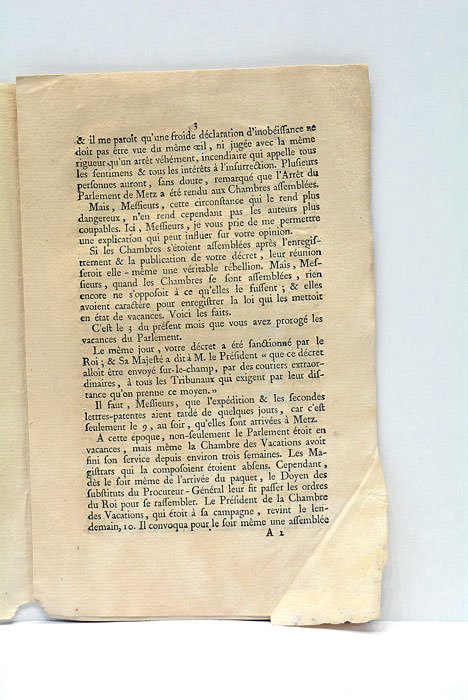 3
& il me paroît qu'une froide déclaration d'inobéissance ne
doit pas être vue du même œil, ni jugée avec la même
rigueur qu'un arrêt véhément, incendiaire qui appelle tous
les sentimens & tous les intérêts à l'insurrection. Plusieurs
personnes auront, sans doute, remarqué que l'Arrêt du
Parlement de Metz a été rendu aux Chambres assemblées.
Mais, Messieurs, cette circonstance qui le rend plus
dangereux, n'en rend cependant pas les auteurs plus
coupables. Ici, Messieurs, je vous prie de me permettre
une explication qui peut influer sur votre opinion.
Si les Chambres s'étoient assemblées après l'enregis-
trement & la publication de votre décret, leur réunion
seroit elle-même une véritable rébellion. Mais, Mes-
sieurs, quand les Chambres se sont assemblées, rien
encore ne s'opposoit à ce qu'elles le fussent; & elles
avoient caractère pour enregistrer la loi qui les mettoit
en état de vacances. Voici les faits.
C'est le 3 du présent mois que vous avez prorogé les
vacances du Parlement.
Le même jour, votre décret a été sanctionné par le
Roi; & Sa Majesté a dit à M. le Président « que ce décret
alloit être envoyé sur-le-champ, par des couriers extraor-
dinaires, à tous les Tribunaux qui exigent par leur dis-
tance qu'on prenne ce moyen. »
Il faut, Messieurs, que l'expédition & les secondes
lettres-patentes aient tardé de quelques jours, car c'est
seulement le 9, au soir, qu'elles sont arrivées à Metz.
A cette époque, non-seulement le Parlement étoit en
vacances, mais même la Chambre des Vacations avoit
fini son service depuis environ trois semaines. Les Ma-
gistrats qui la composoient étoient absens. Cependant,
dès le soir même de l'arrivée du paquet, le Doyen des
substituts du Procureur-Général leur fit passer les ordres
du Roi pour se rassembler. Le Président de la Chambre
des Vacations, qui étoit à sa campagne, revint le len-
demain, 10. Il convoqua pour le soir même une assemblée
A 2